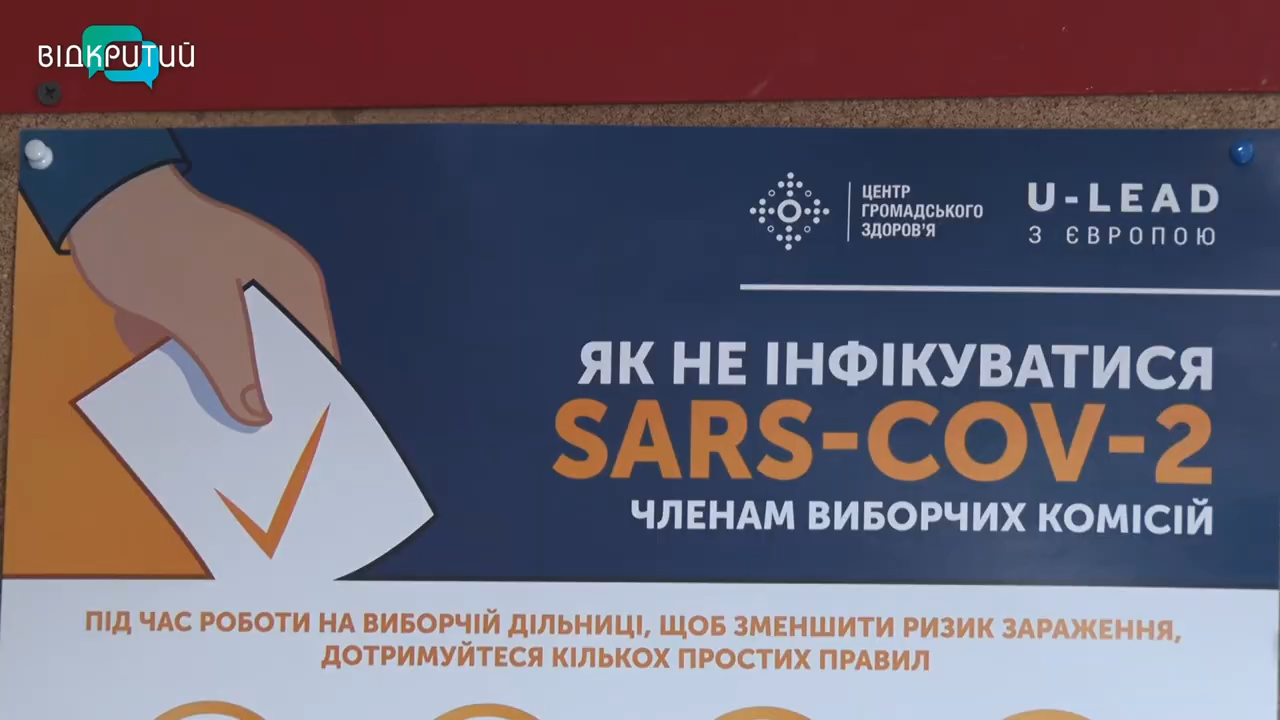 ВІДКРИТИЙ
ЦЕНТР
ГРОМАДСЬКОГО
ЗДОРОВ'Я
U-LEAD
З ЄВРОПОЮ
ЯК НЕ ІНФІКУВАТИСЯ
SARS-COV-2
ЧЛЕНАМ ВИБОРЧИХ КОМІСІЙ
ПІД ЧАС РОБОТИ НА ВИБОРЧІЙ ДІЛЬНИЦІ, ЩОБ ЗМЕНШИТИ РИЗИК ЗАРАЖЕННЯ,
ДОТРИМУЙТЕСЯ КІЛЬКОХ ПРОСТИХ ПРАВИЛ